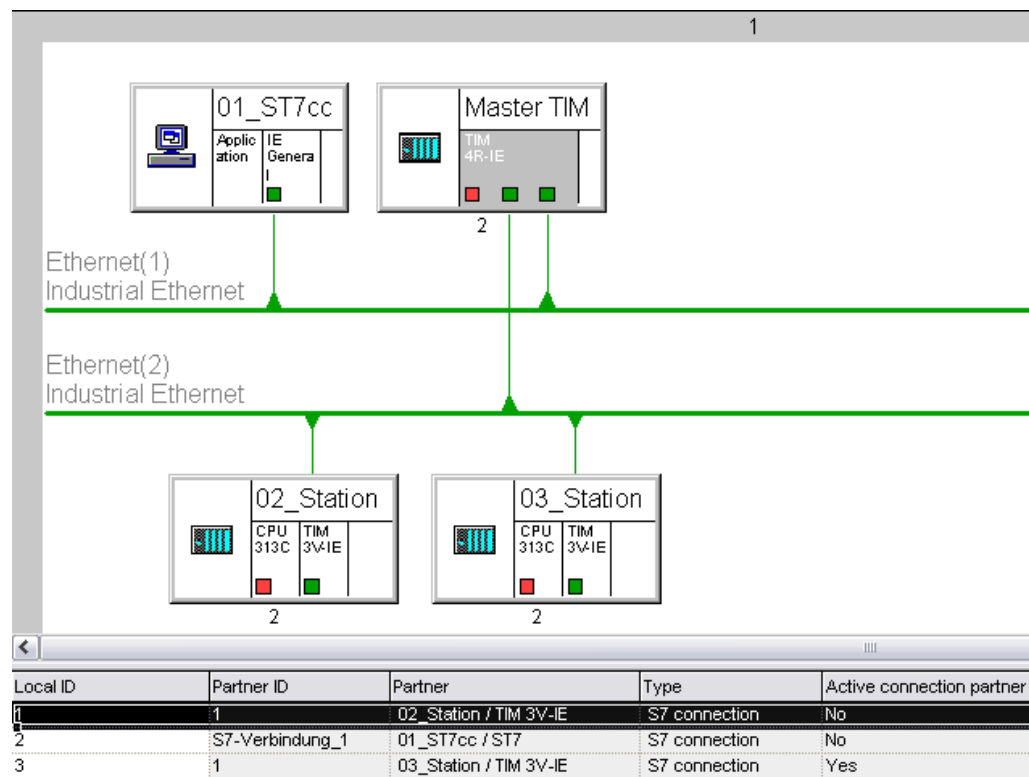 1
01_ST7cc
Applic
ation
IE
Genera
l
Master TIM
TIM
4R-IE
2
Ethernet(1)
Industrial Ethernet
Ethernet(2)
Industrial Ethernet
02_Station
CPU
313C
TIM
3V-IE
2
03_Station
CPU
313C
TIM
3V-IE
2
Local ID Partner ID Partner Type Active connection partner
1 1 02_Station / TIM 3V-IE S7 connection No
2 S7-Verbindung_1 01_ST7cc / ST7 S7 connection No
3 1 03_Station / TIM 3V-IE S7 connection Yes